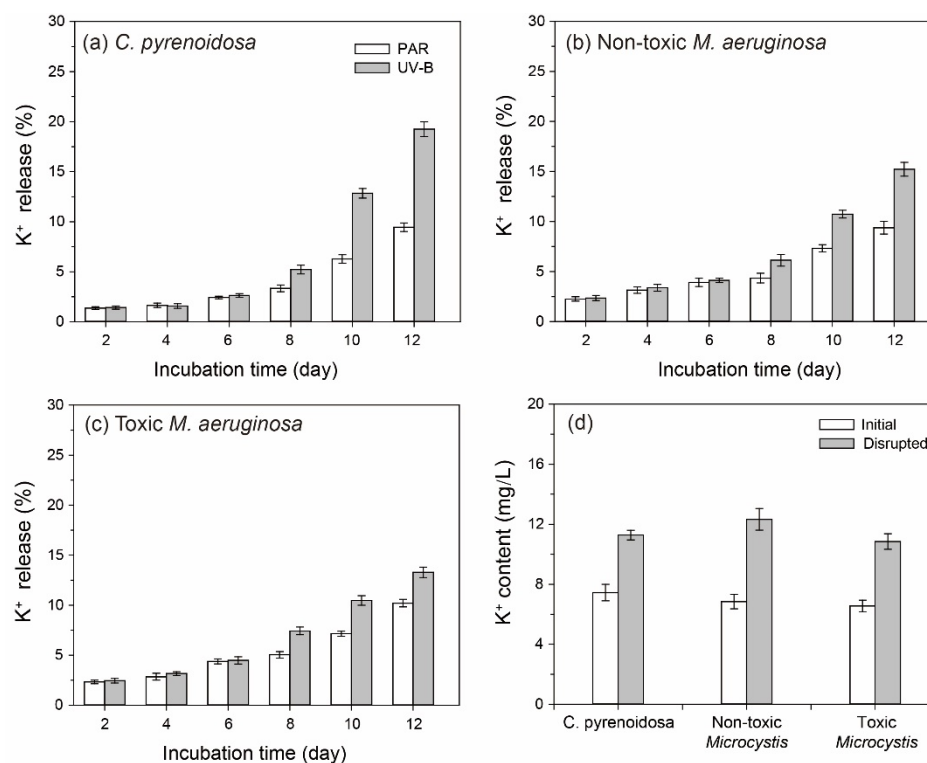 (a) C. pyrenoidosa
PAR
UV-B
K+ release (%)
30
25
20
15
10
5
0
2 4 6 8 10 12
Incubation time (day)
(b) Non-toxic M. aeruginosa
K+ release (%)
30
25
20
15
10
5
0
2 4 6 8 10 12
Incubation time (day)
(c) Toxic M. aeruginosa
K+ release (%)
30
25
20
15
10
5
0
2 4 6 8 10 12
Incubation time (day)
(d)
Initial
Disrupted
K+ content (mg/L)
20
16
12
8
4
0
C. pyrenoidosa
Non-toxic
Microcystis
Toxic
Microcystis